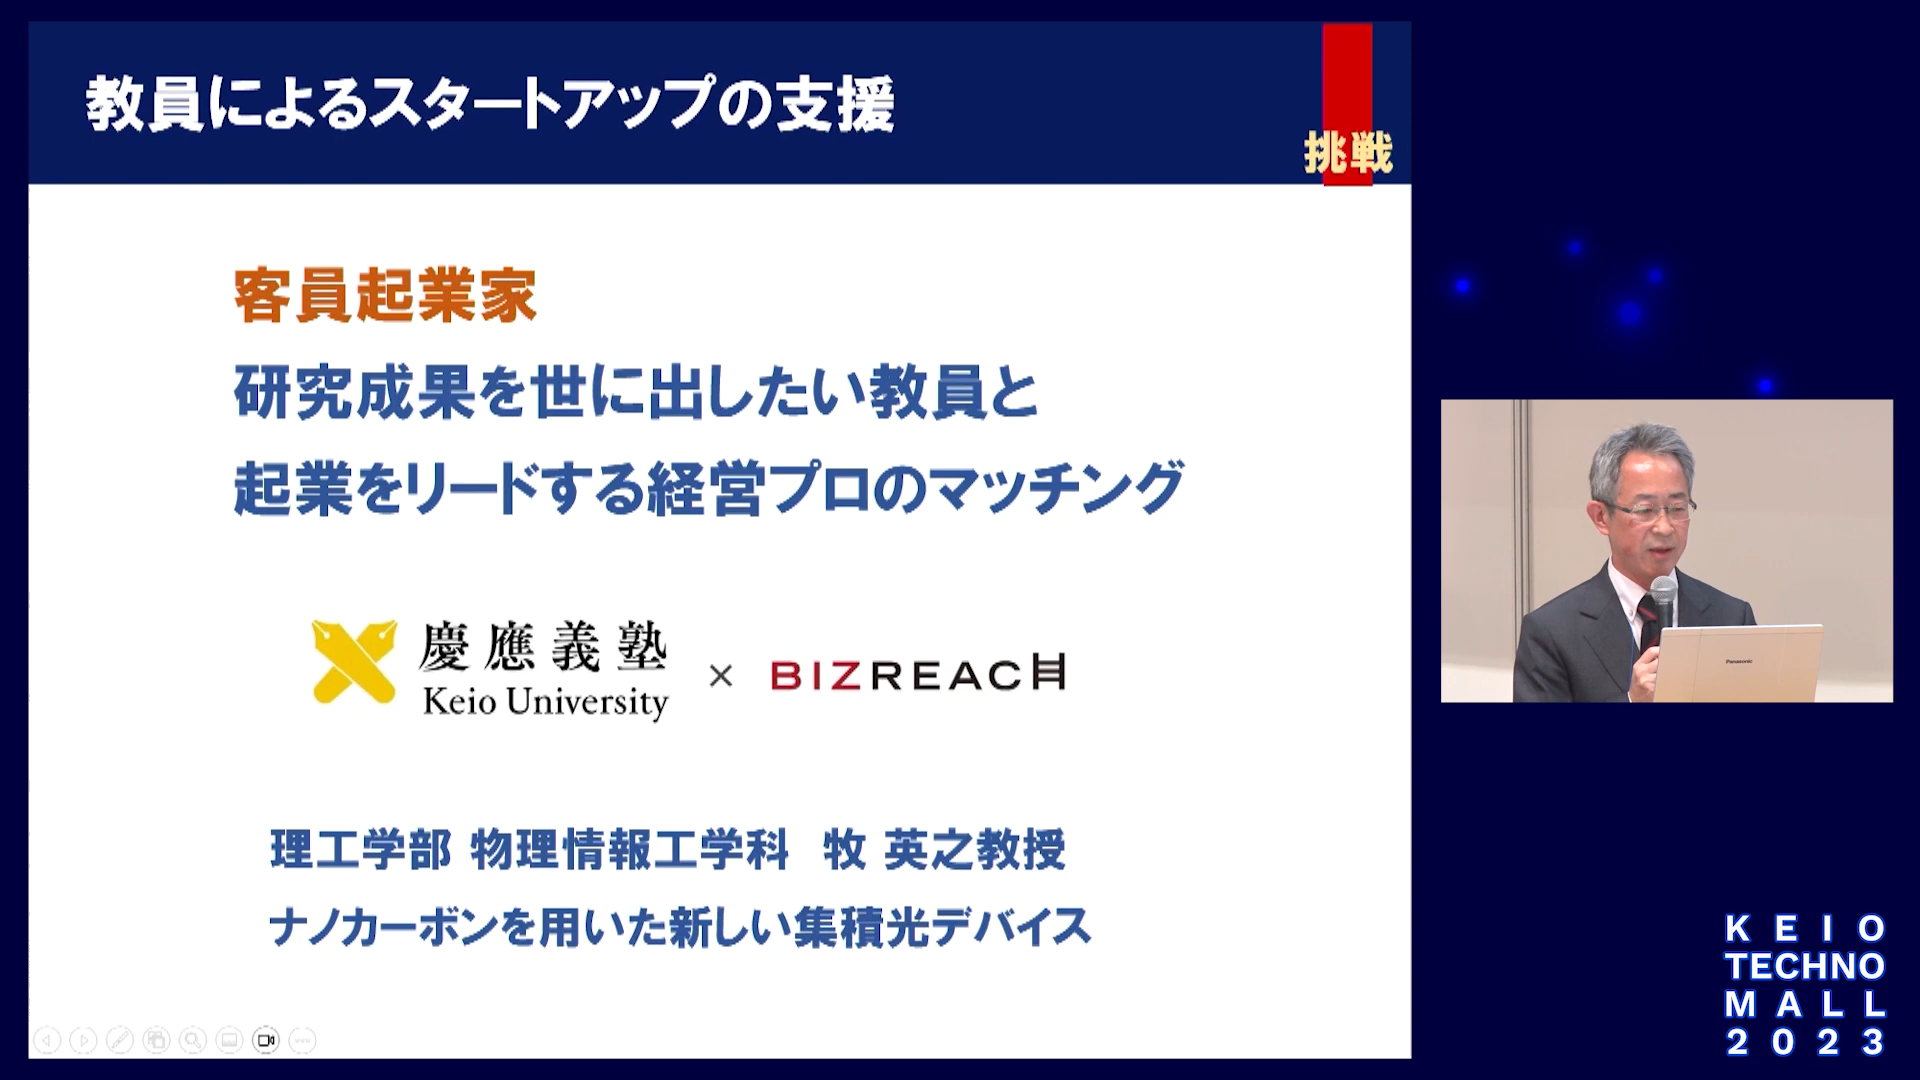 教員によるスタートアップの支援
挑戦
客員起業家
研究成果を世に出したい教員と
起業をリードする経営プロのマッチング
慶應義塾
Keio University
×
BIZREACH
理工学部 物理情報工学科 牧 英之教授
ナノカーボンを用いた新しい集積光デバイス
Panasonic
KEIO
TECHNO
MALL
2023